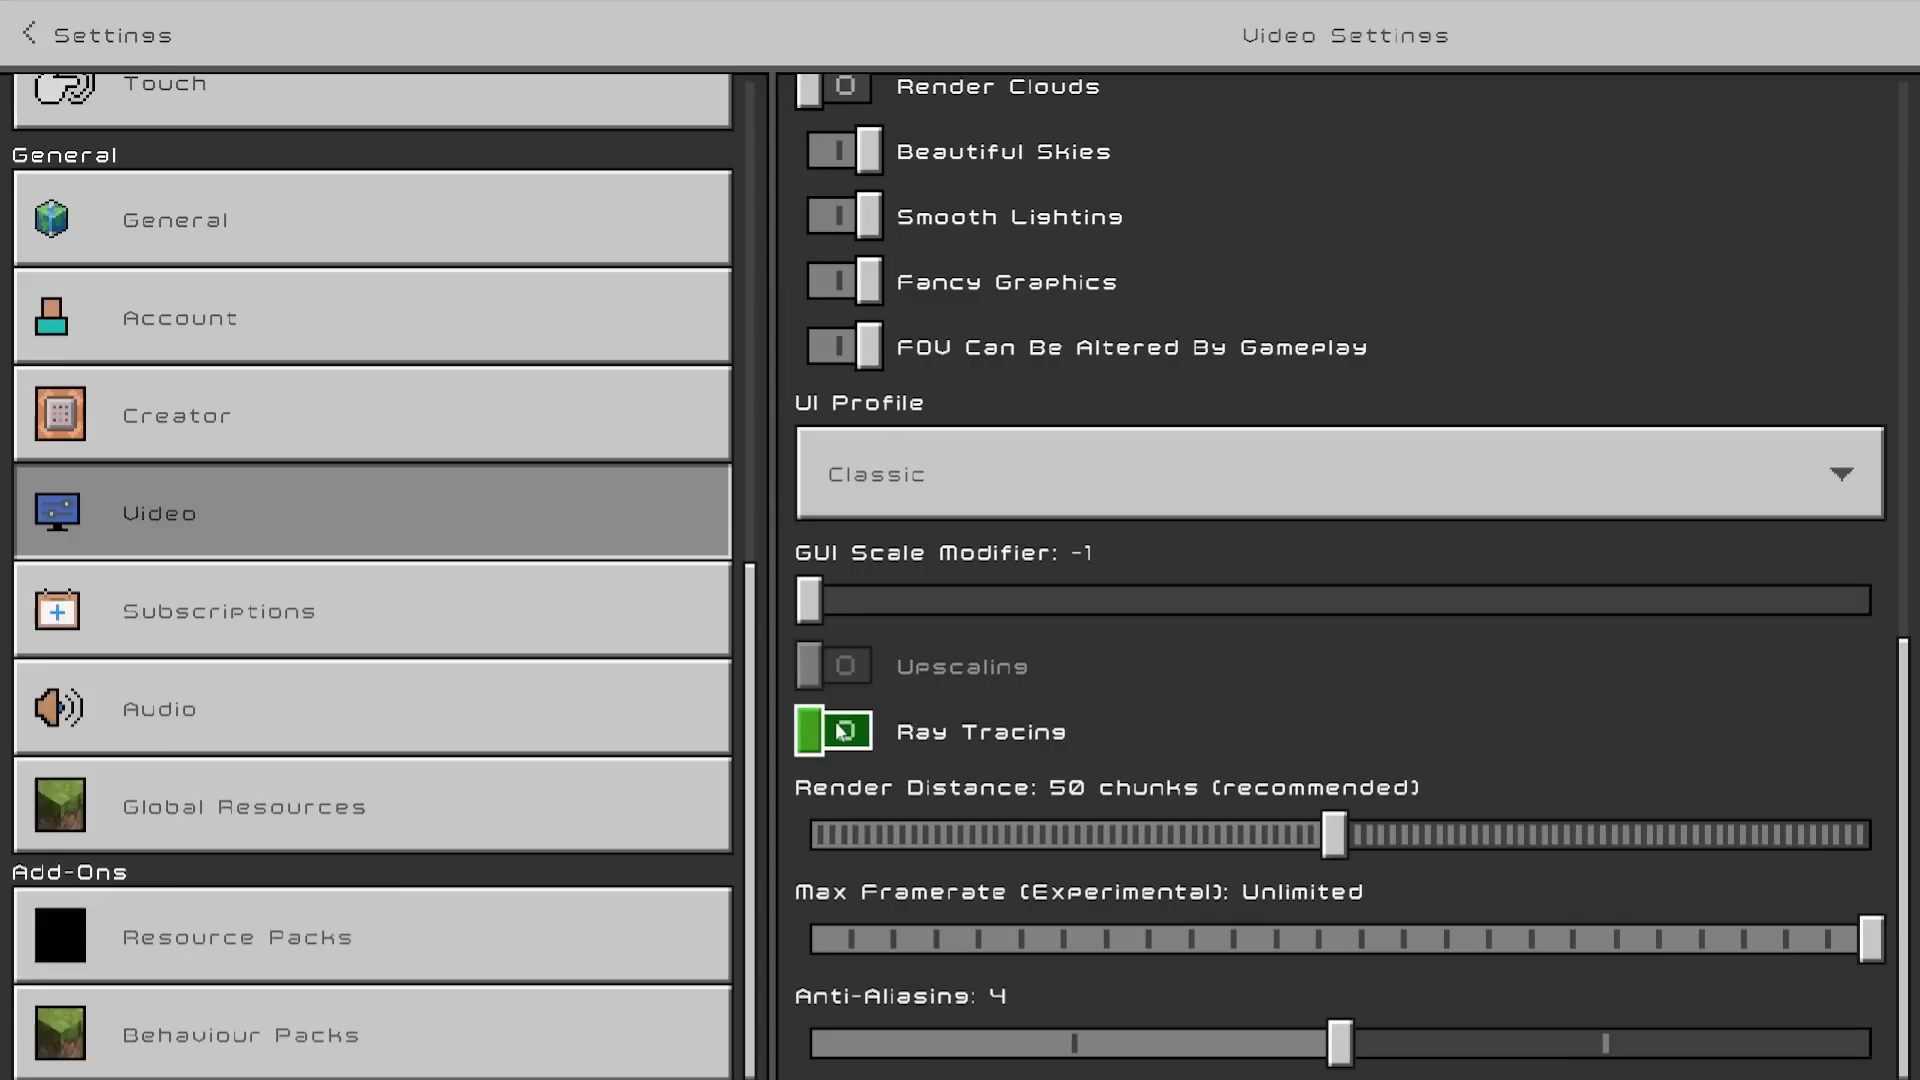 Settings
Video Settings
Touch
General
General
Account
Creator
Video
Subscriptions
Audio
Global Resources
Add-Ons
Resource Packs
Behaviour Packs
Render Clouds
Beautiful Skies
Smooth Lighting
Fancy Graphics
FOV Can Be Altered By Gameplay
UI Profile
Classic
GUI Scale Modifier: -1
Upscaling
Ray Tracing
Render Distance: 50 chunks (recommended)
Max Framerate (Experimental): Unlimited
Anti-Aliasing: 4